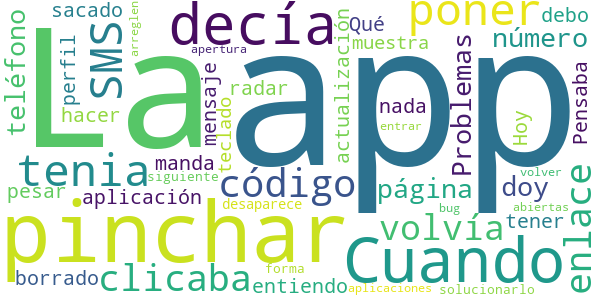 sacado
arreglen
decía
poner
debo
teléfono
perfil
SMS
La
app
apertura
Qué
número
muestra
hacer
mensaje
radar
actualización
nada
Problemas
Hoy
Pensaba
teclado
entrar
tenia
manda
siguiente
código
página
doy
volver
enlace
pesar
aplicación
desaparece
bug
abiertas
pinchar
volvía
tener
Cuando
borrado
clicaba
entiendo
forma
aplicaciones
solucionarlo